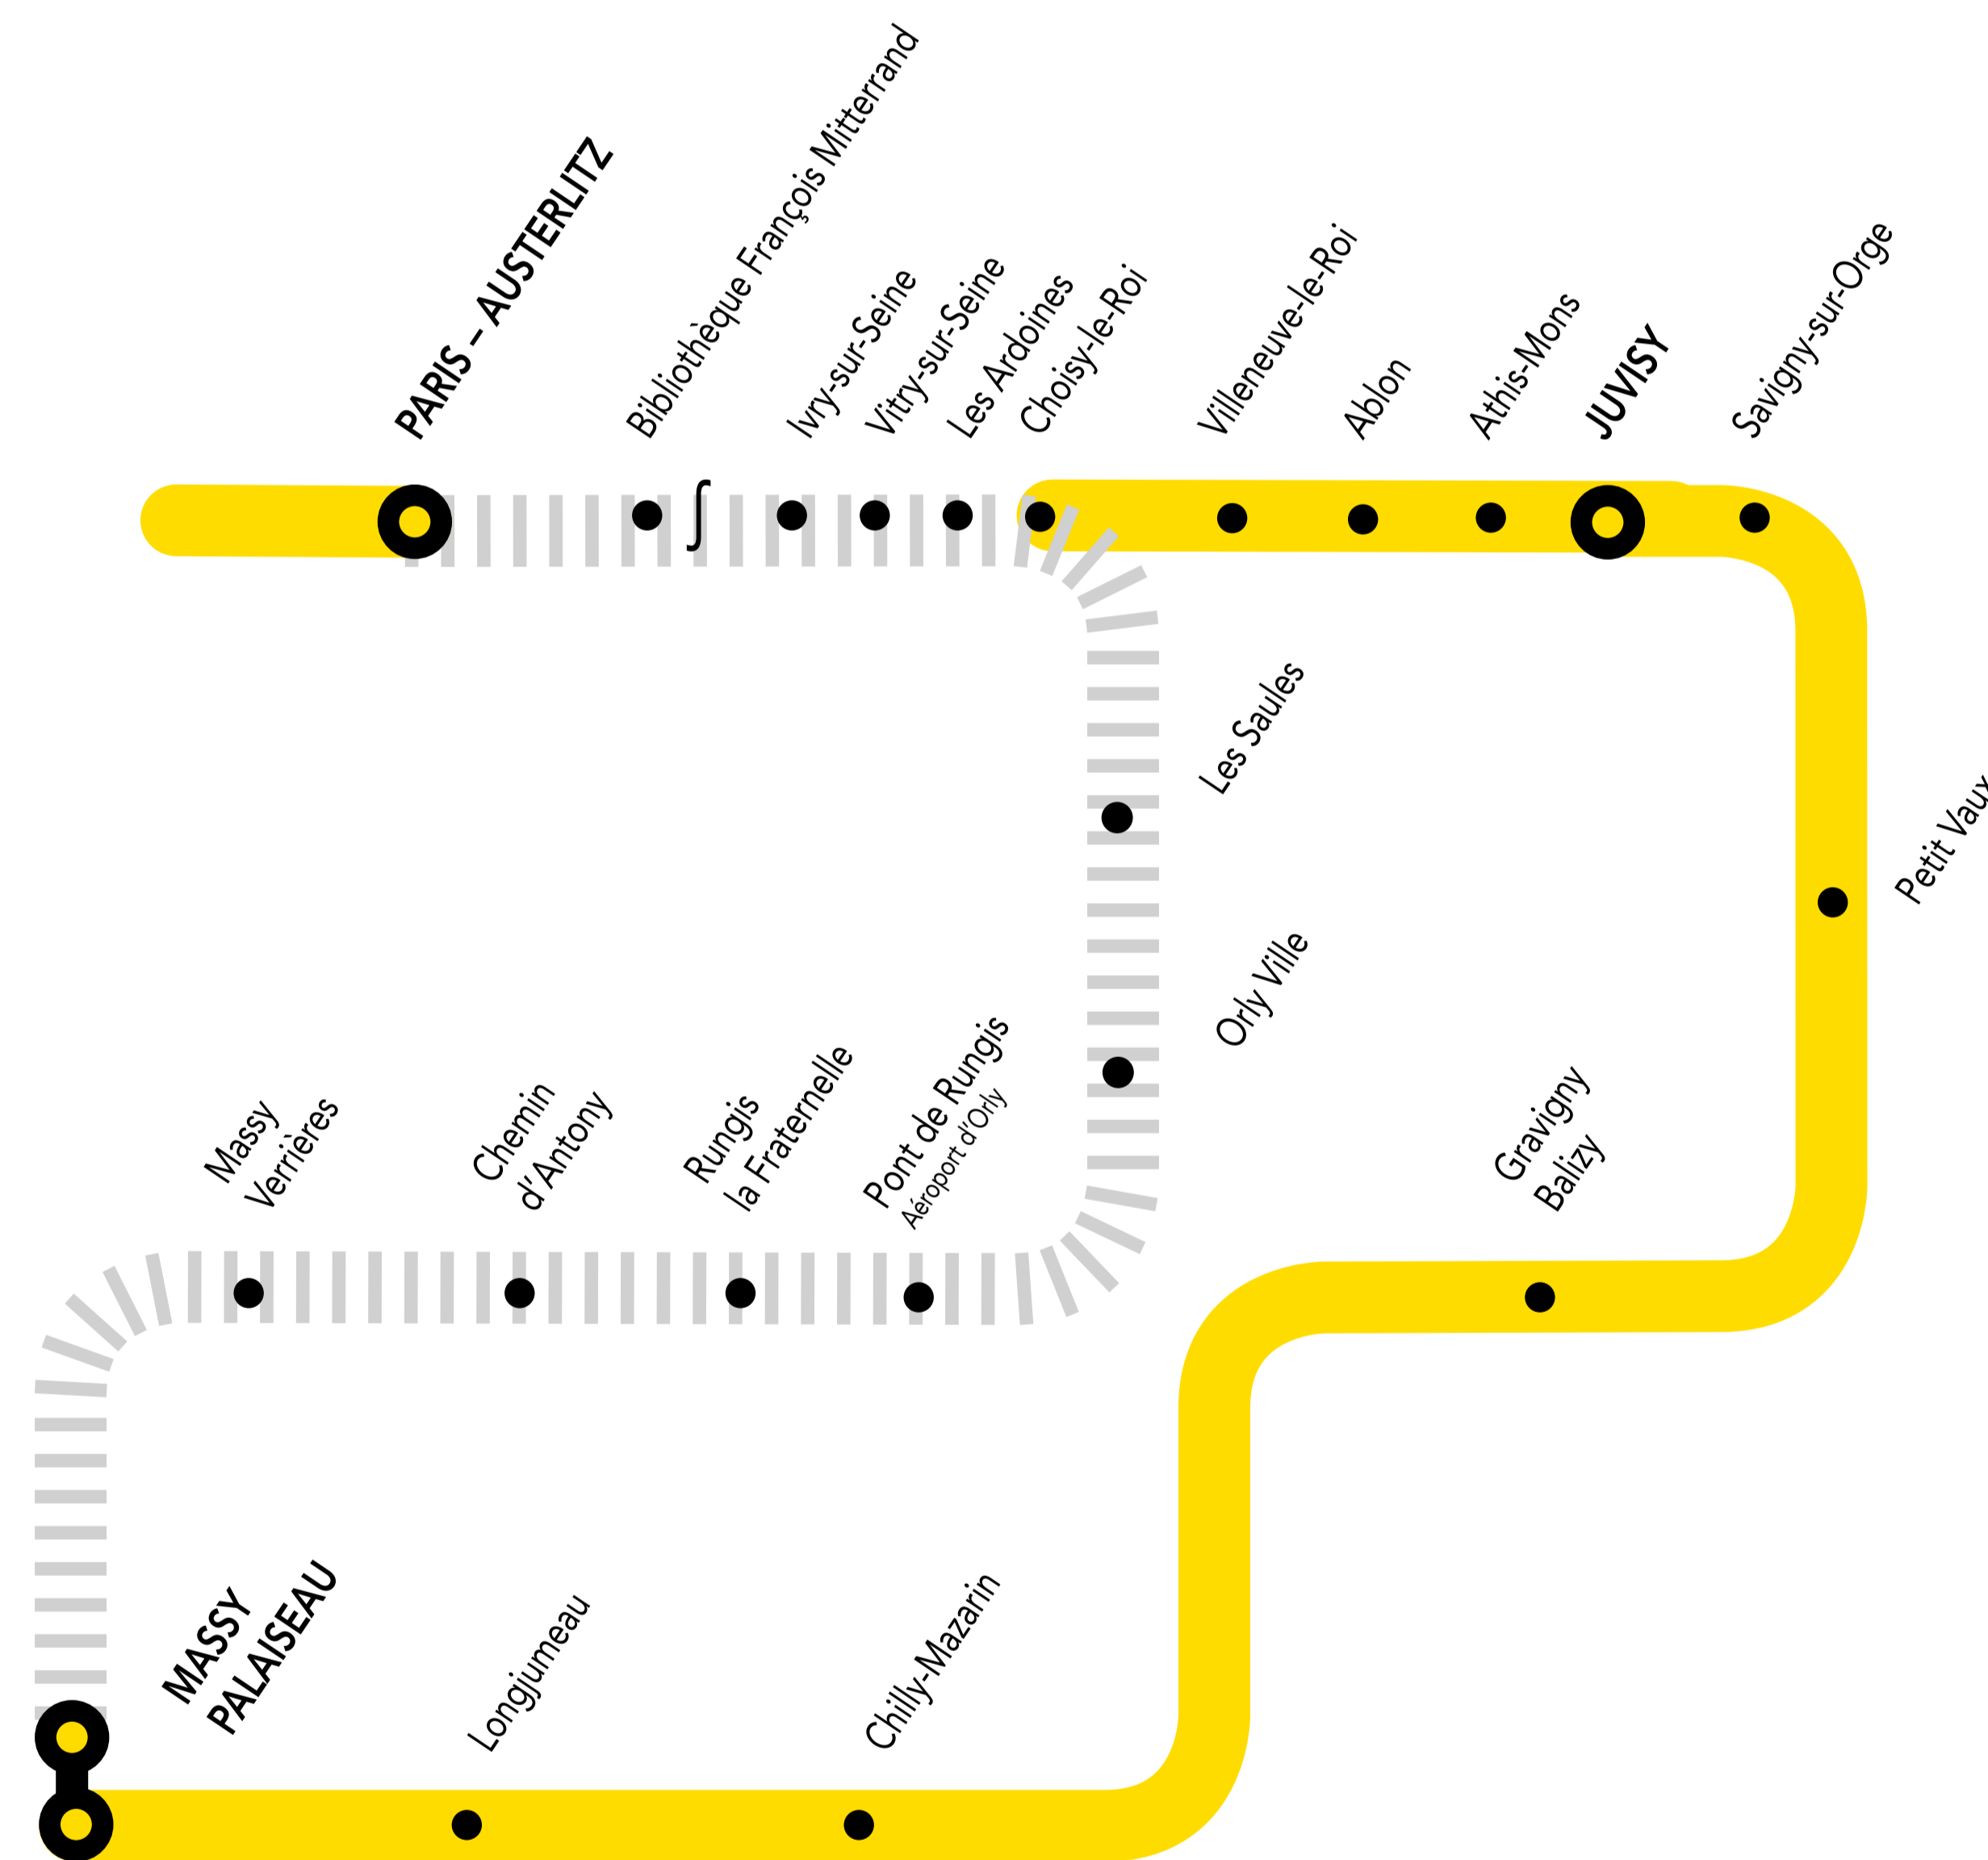 PARIS – AUSTERLITZ
Bibliothèque François Mitterrand
Ivry-sur-Seine
Vitry-sur-Seine
Les Ardoines
Choisy-le-Roi
Villeneuve-le-Roi
Ablon
Athis-Mons
JUVISY
Savigny-sur-Orge
∫
Les Saules
Petit Vaux
Orly Ville
Massy
Verrières
Chemin
d'Antony
Rungis
la Fraternelle
Pont de Rungis
Aéroport d'Orly
Gravigny
Balizy
MASSY
PALAISEAU
Longjumeau
Chilly-Mazarin